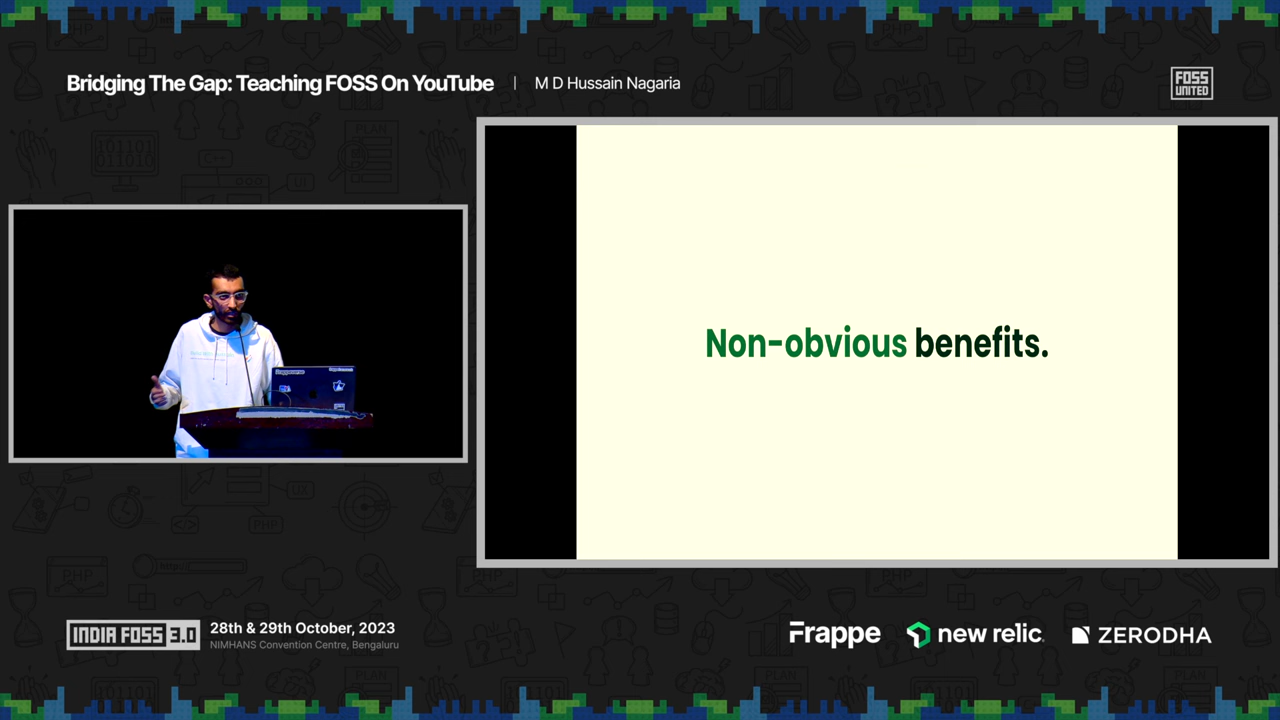 Bridging The Gap: Teaching FOSS On YouTube | M D Hussain Nagaria
FOSS
UNITED
Non-obvious benefits.
INDIA FOSS 3.0
28th & 29th October, 2023
NIMHANS Convention Centre, Bengaluru
Frappe
new relic
ZERODHA